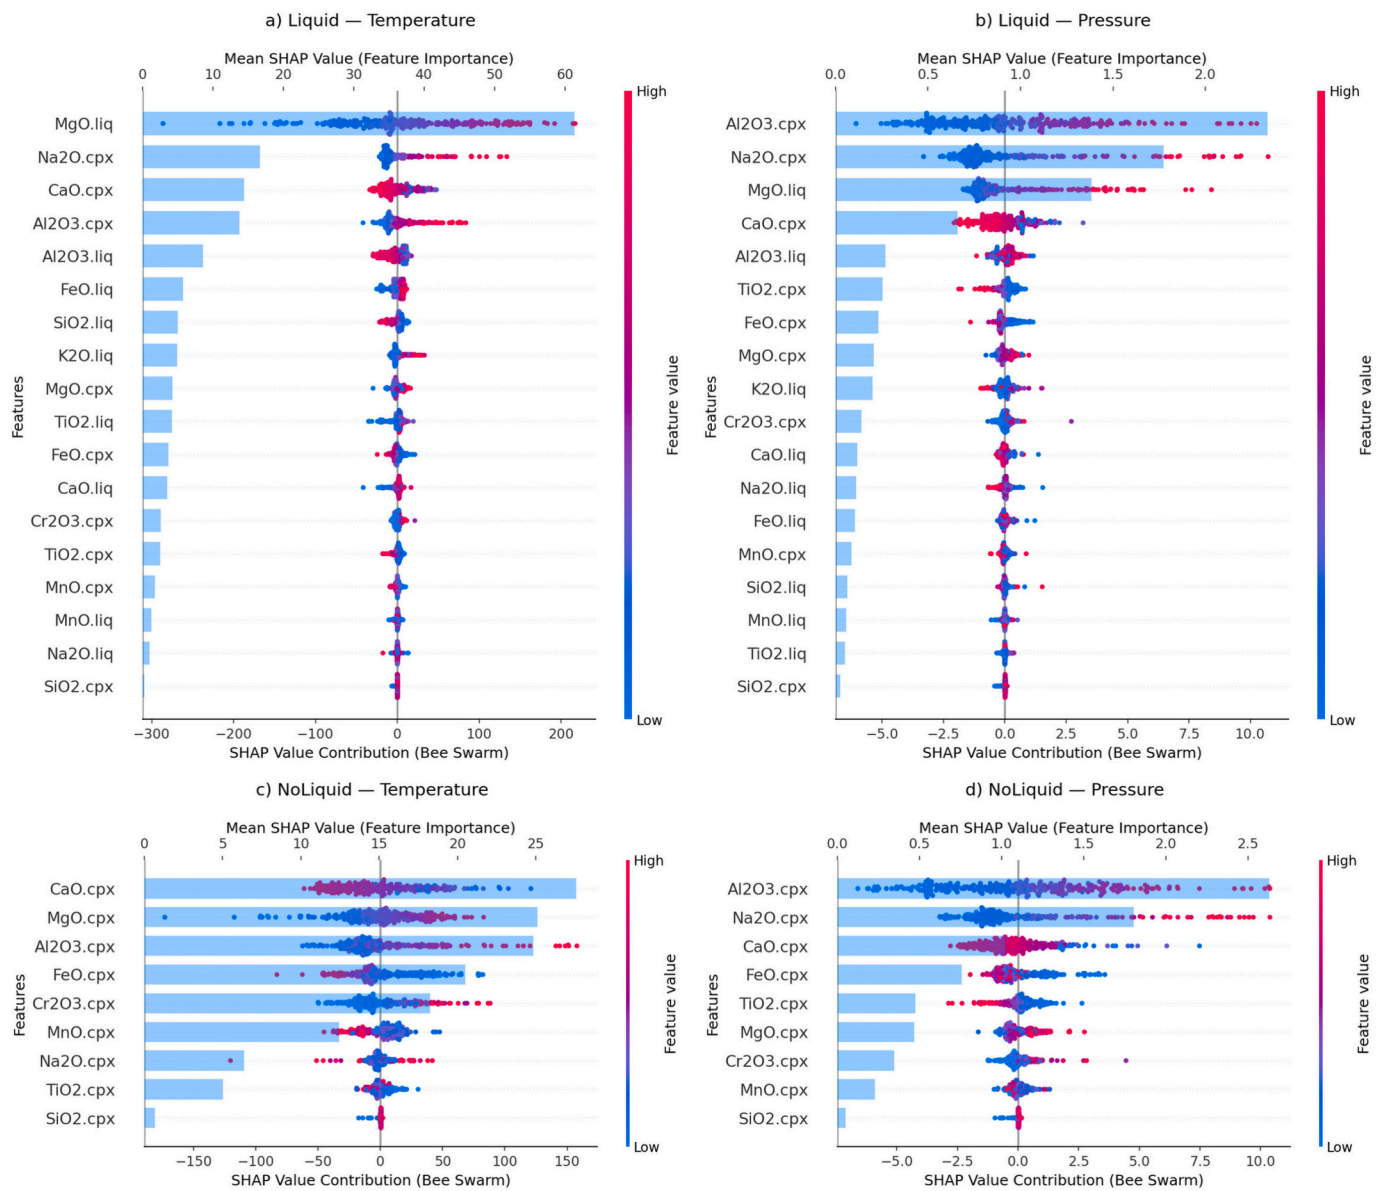 a) Liquid — Temperature
Mean SHAP Value (Feature Importance)
0 10 20 30 40 50 60
High
MgO.liq
Na2O.cpx
CaO.cpx
Al2O3.cpx
Al2O3.liq
FeO.liq
SiO2.liq
K2O.liq
MgO.cpx
TiO2.liq
FeO.cpx
CaO.liq
Cr2O3.cpx
TiO2.cpx
MnO.cpx
MnO.liq
Na2O.liq
SiO2.cpx
Features
Feature value
Low
−300 −200 −100 0 100 200
SHAP Value Contribution (Bee Swarm)
b) Liquid — Pressure
Mean SHAP Value (Feature Importance)
0.0 0.5 1.0 1.5 2.0
High
Al2O3.cpx
Na2O.cpx
MgO.liq
CaO.cpx
Al2O3.liq
TiO2.cpx
FeO.cpx
MgO.cpx
K2O.liq
Cr2O3.cpx
CaO.liq
Na2O.liq
FeO.liq
MnO.cpx
SiO2.liq
MnO.liq
TiO2.liq
SiO2.cpx
Features
Feature value
Low
−5.0 −2.5 0.0 2.5 5.0 7.5 10.0
SHAP Value Contribution (Bee Swarm)
c) NoLiquid — Temperature
Mean SHAP Value (Feature Importance)
0 5 10 15 20 25
High
CaO.cpx
MgO.cpx
Al2O3.cpx
FeO.cpx
Cr2O3.cpx
MnO.cpx
Na2O.cpx
TiO2.cpx
SiO2.cpx
Features
Feature value
Low
−150 −100 −50 0 50 100 150
SHAP Value Contribution (Bee Swarm)
d) NoLiquid — Pressure
Mean SHAP Value (Feature Importance)
0.0 0.5 1.0 1.5 2.0 2.5
High
Al2O3.cpx
Na2O.cpx
CaO.cpx
FeO.cpx
TiO2.cpx
MgO.cpx
Cr2O3.cpx
MnO.cpx
SiO2.cpx
Features
Feature value
Low
−5.0 −2.5 0.0 2.5 5.0 7.5 10.0
SHAP Value Contribution (Bee Swarm)